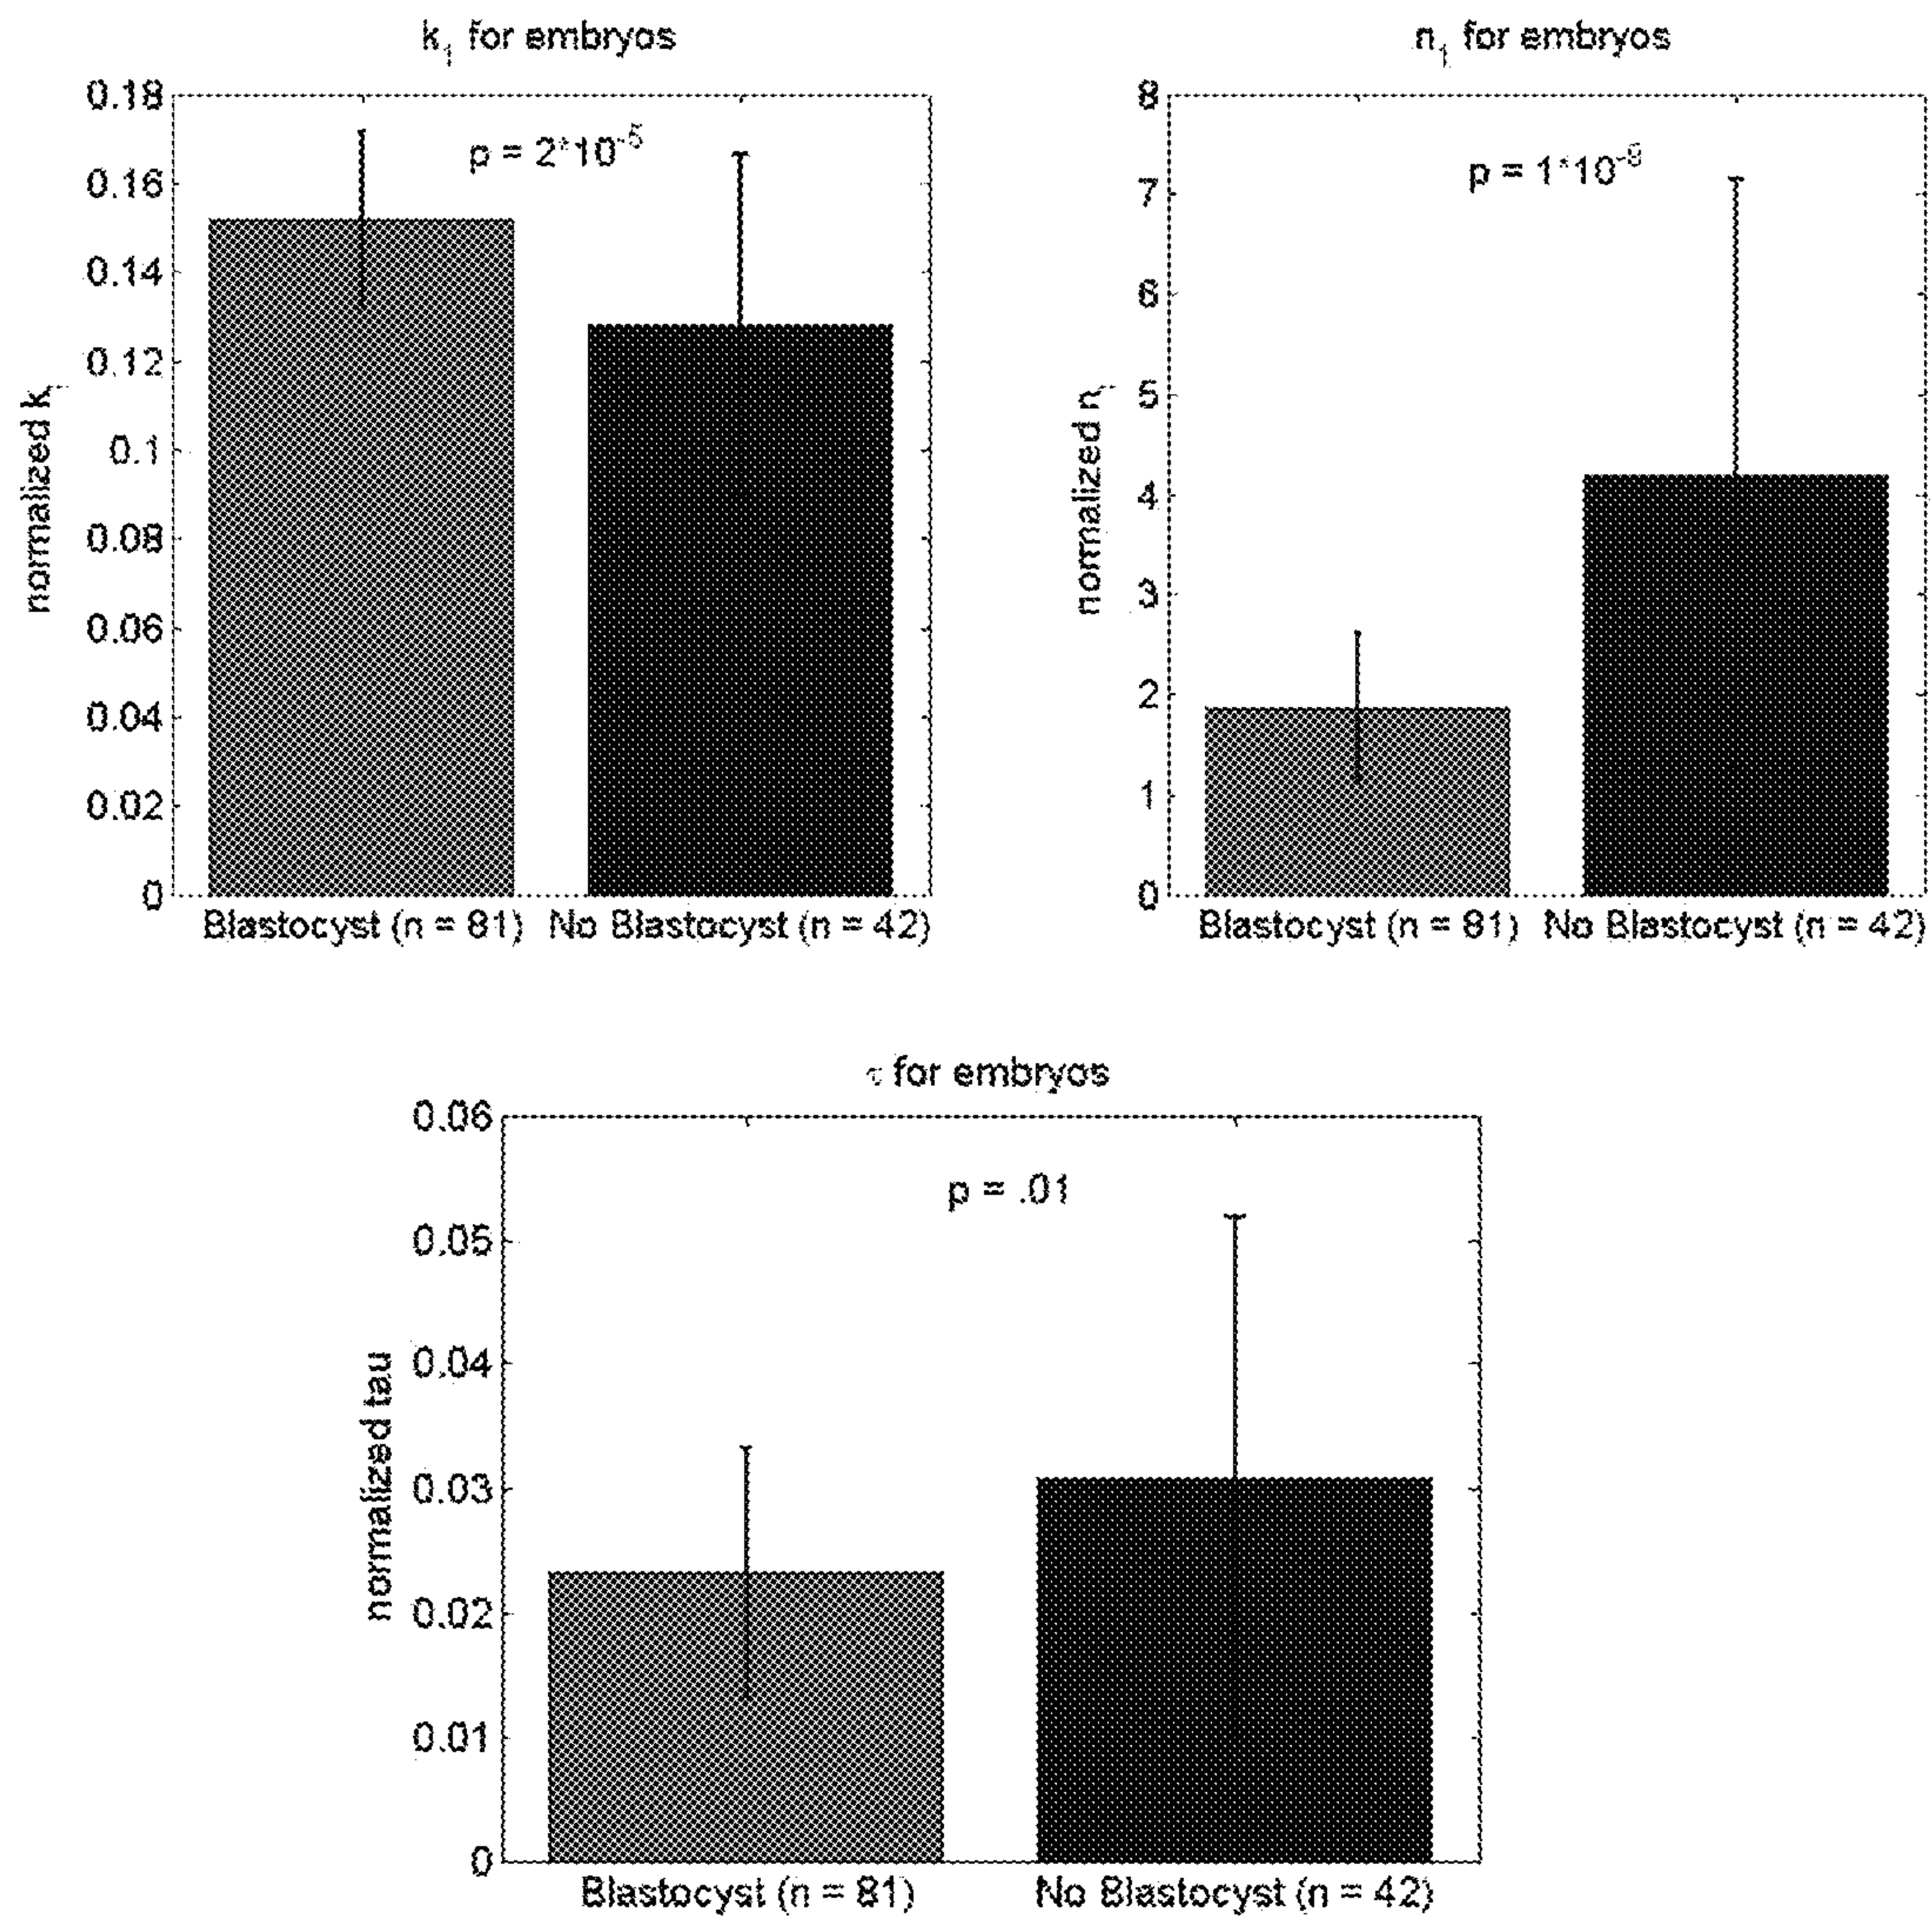 k₁ for embryos
0.18
0.16
0.14
0.12
0.1
0.08
0.06
0.04
0.02
0
normalized k₁
p = 2*10⁻⁵
Blastocyst (n = 81) No Blastocyst (n = 42)
n₁ for embryos
8
7
6
5
4
3
2
1
0
normalized n₁
p = 1*10
Blastocyst (n = 81) No Blastocyst (n = 42)
τ for embryos
0.06
0.05
0.04
0.03
0.02
0.01
0
normalized tau
p = .01
Blastocyst (n = 81) No Blastocyst (n = 42)